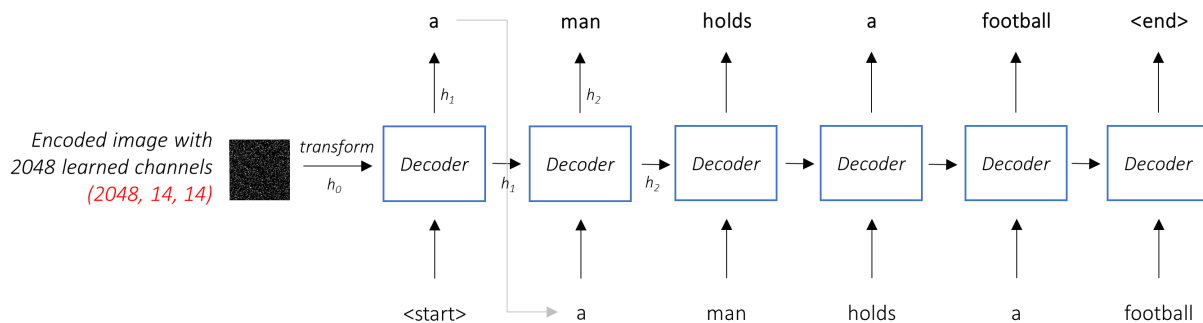 a man holds a football <end>
h1 h2
Encoded image with
2048 learned channels
(2048, 14, 14)
transform
h0
Decoder Decoder Decoder Decoder Decoder Decoder
h1 h2
<start> a man holds a football